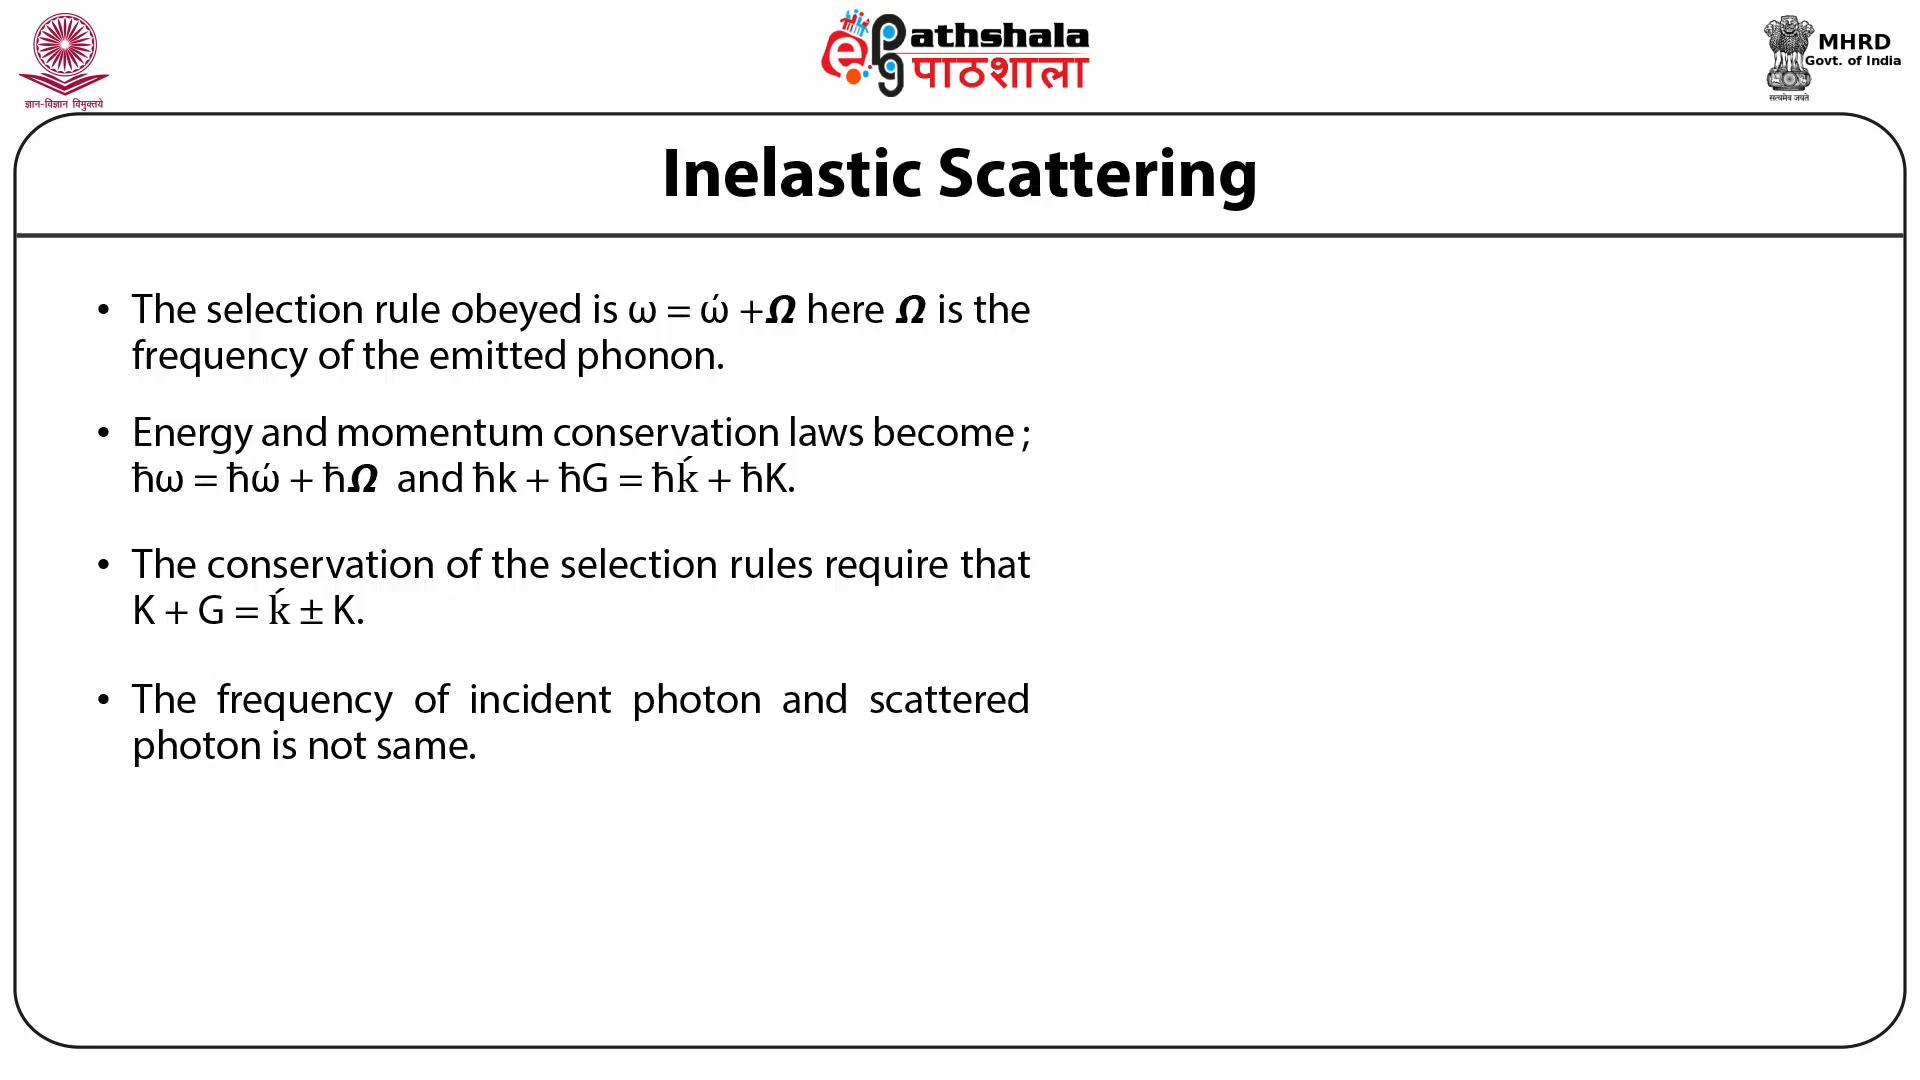 ज्ञान-विज्ञान विमुक्तये
ePGathshala
पाठशाला
MHRD
Govt. of India
सत्यमेव जयते
Inelastic Scattering
• The selection rule obeyed is ω = ώ +Ω here Ω is the
frequency of the emitted phonon.
• Energy and momentum conservation laws become ;
ħω = ħώ + ħΩ and ħk + ħG = ħḱ + ħK.
• The conservation of the selection rules require that
K + G = ḱ ± K.
• The frequency of incident photon and scattered
photon is not same.